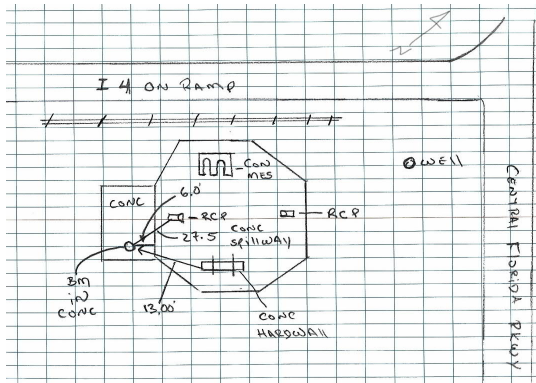 N
I 4 ON RAMP
CON
MES
WELL
CONC
6.0'
RCP
RCP
CONC
SPILLWAY
27.5
BM
IN
CONC
13,00'
CONC
HARDWALL
CENTRAL FLORIDA PKWY